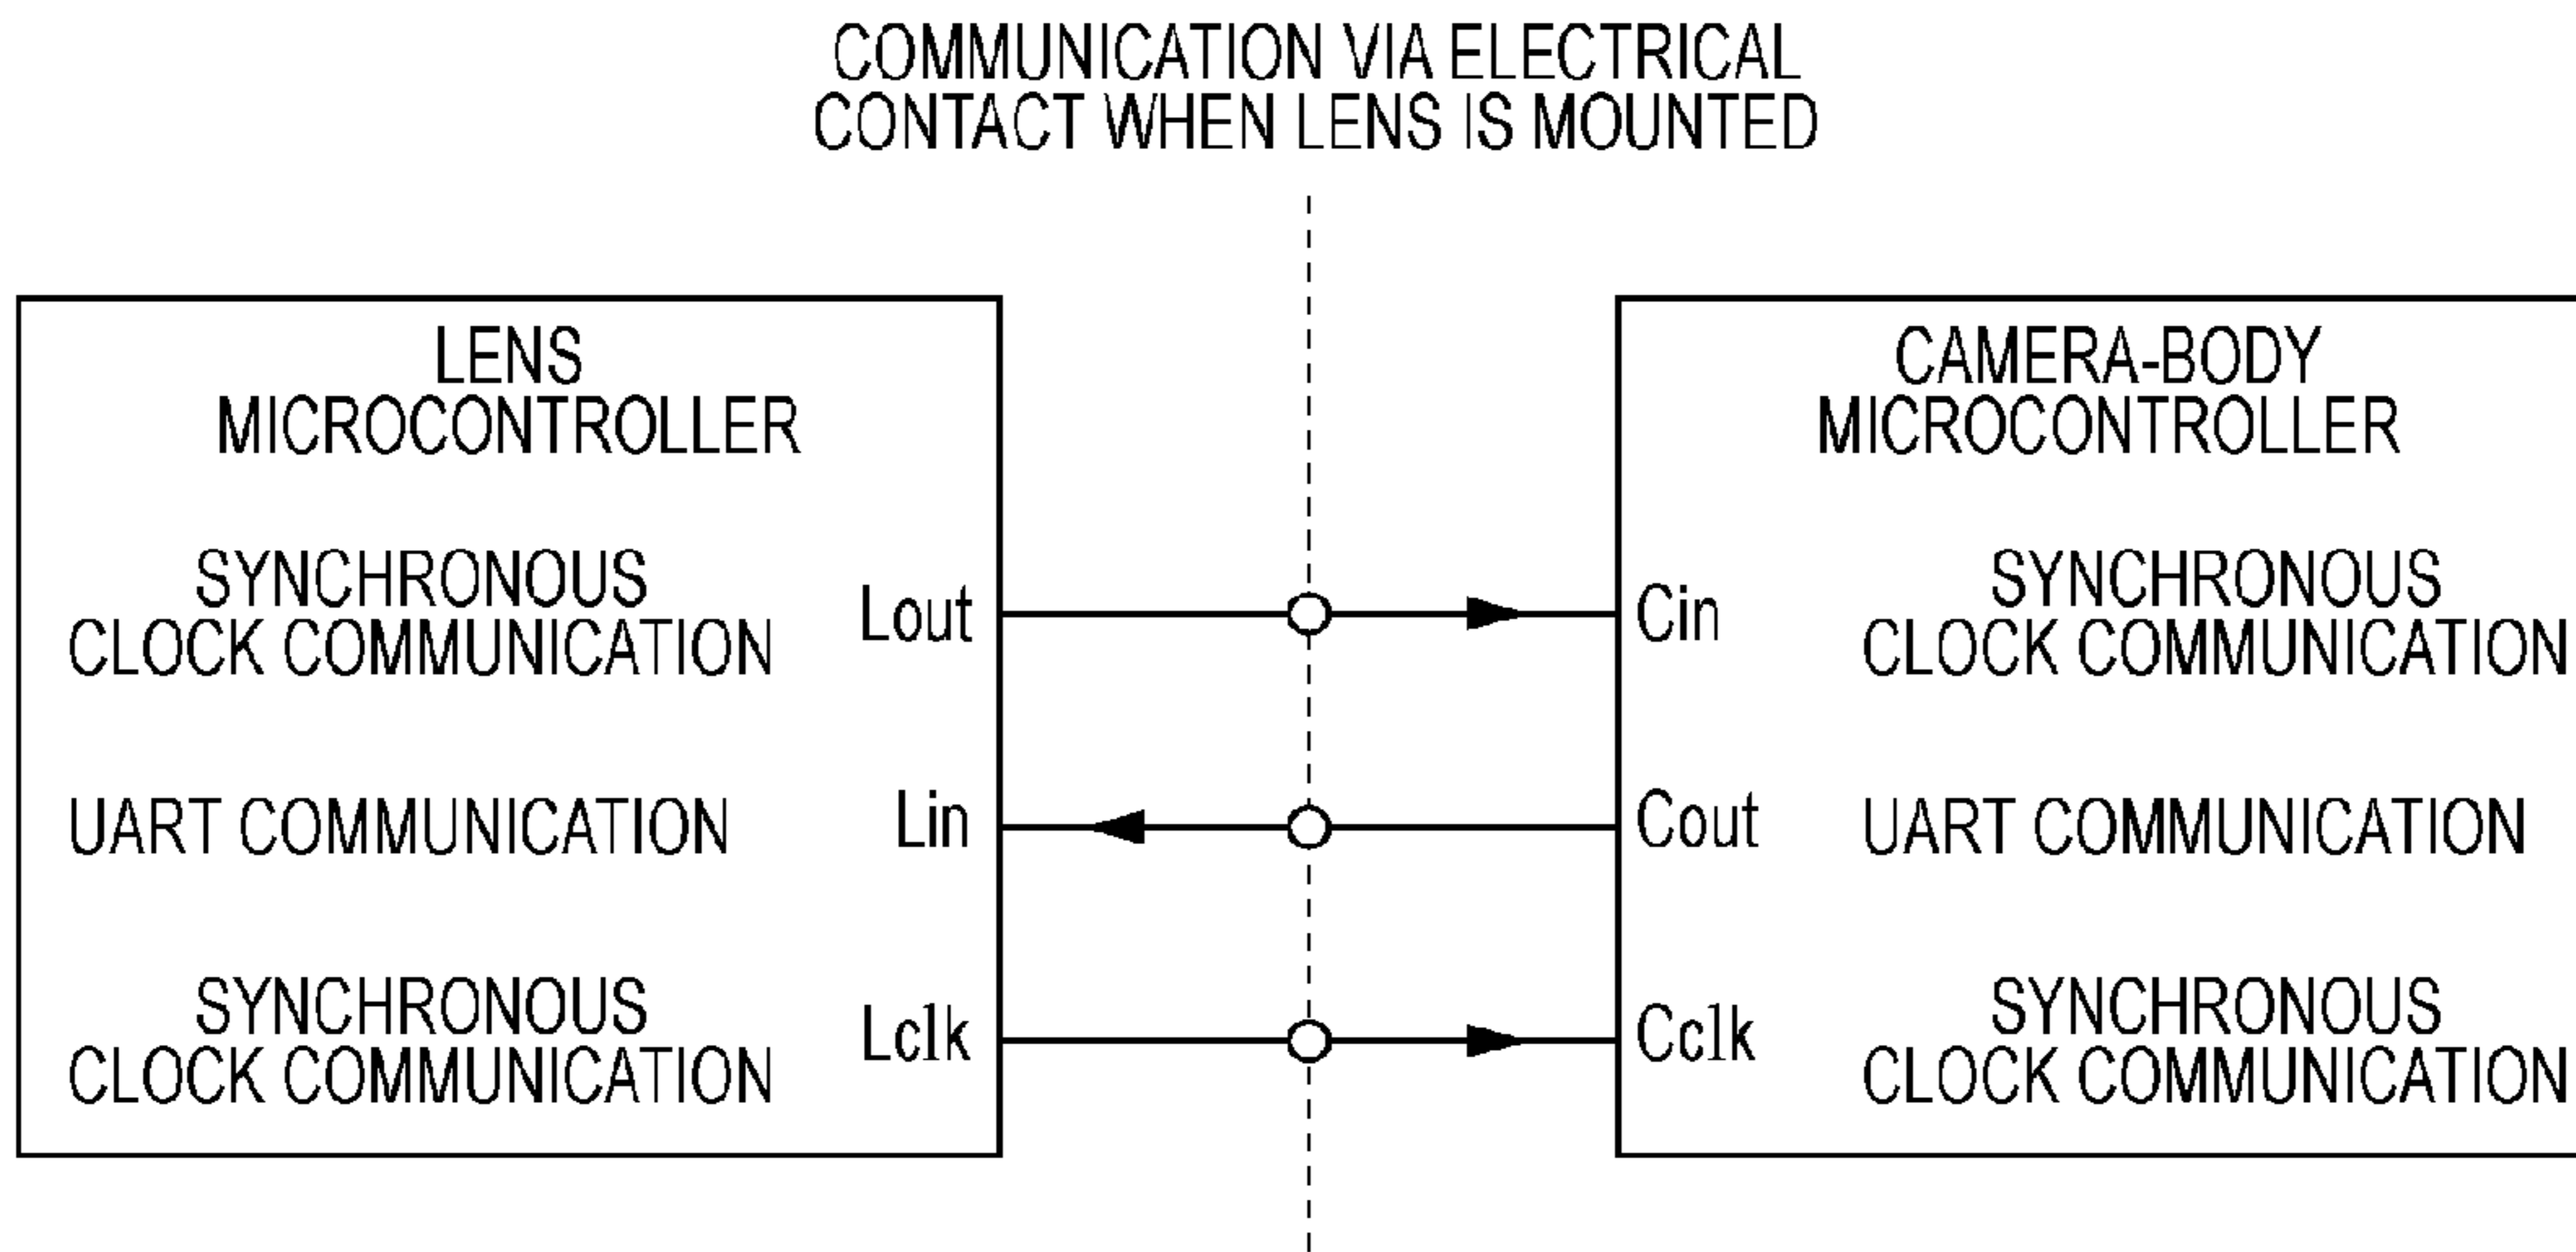 COMMUNICATION VIA ELECTRICAL
CONTACT WHEN LENS IS MOUNTED
LENS
MICROCONTROLLER
SYNCHRONOUS
CLOCK COMMUNICATION
Lout
UART COMMUNICATION
Lin
SYNCHRONOUS
CLOCK COMMUNICATION
Lclk
CAMERA-BODY
MICROCONTROLLER
Cin
SYNCHRONOUS
CLOCK COMMUNICATION
Cout
UART COMMUNICATION
Cclk
SYNCHRONOUS
CLOCK COMMUNICATION